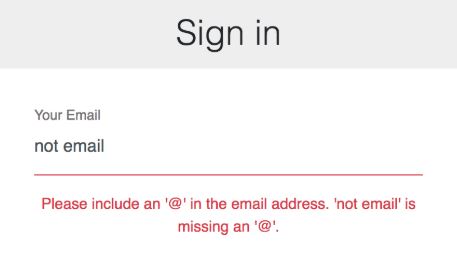 Sign in
Your Email
not email
Please include an '@' in the email address. 'not email' is
missing an '@'.